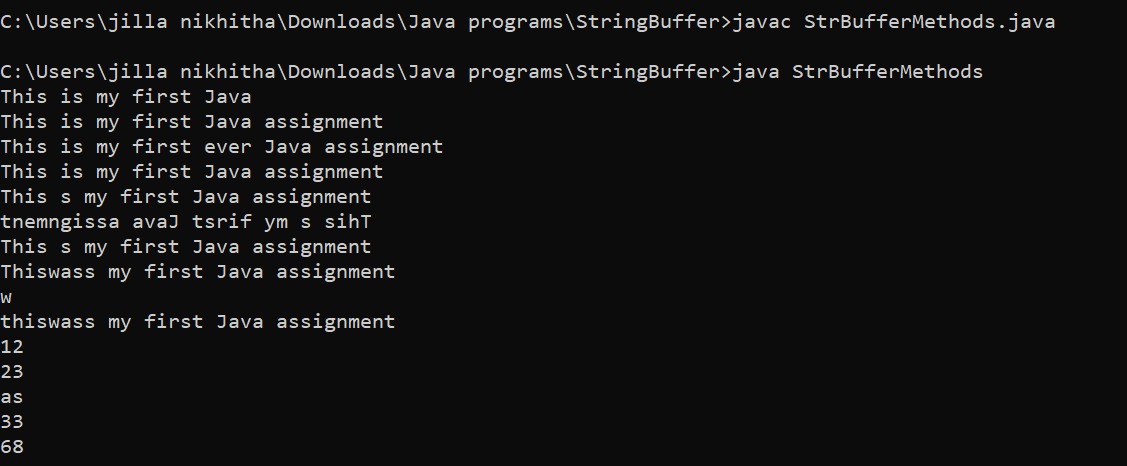 C:\Users\jilla nikhitha\Downloads\Java programs\StringBuffer>javac StrBufferMethods.java
C:\Users\jilla nikhitha\Downloads\Java programs\StringBuffer>java StrBufferMethods
This is my first Java
This is my first Java assignment
This is my first ever Java assignment
This is my first Java assignment
This s my first Java assignment
tnemngissa avaJ tsrif ym s sihT
This s my first Java assignment
Thiswass my first Java assignment
w
thiswass my first Java assignment
12
23
as
33
68